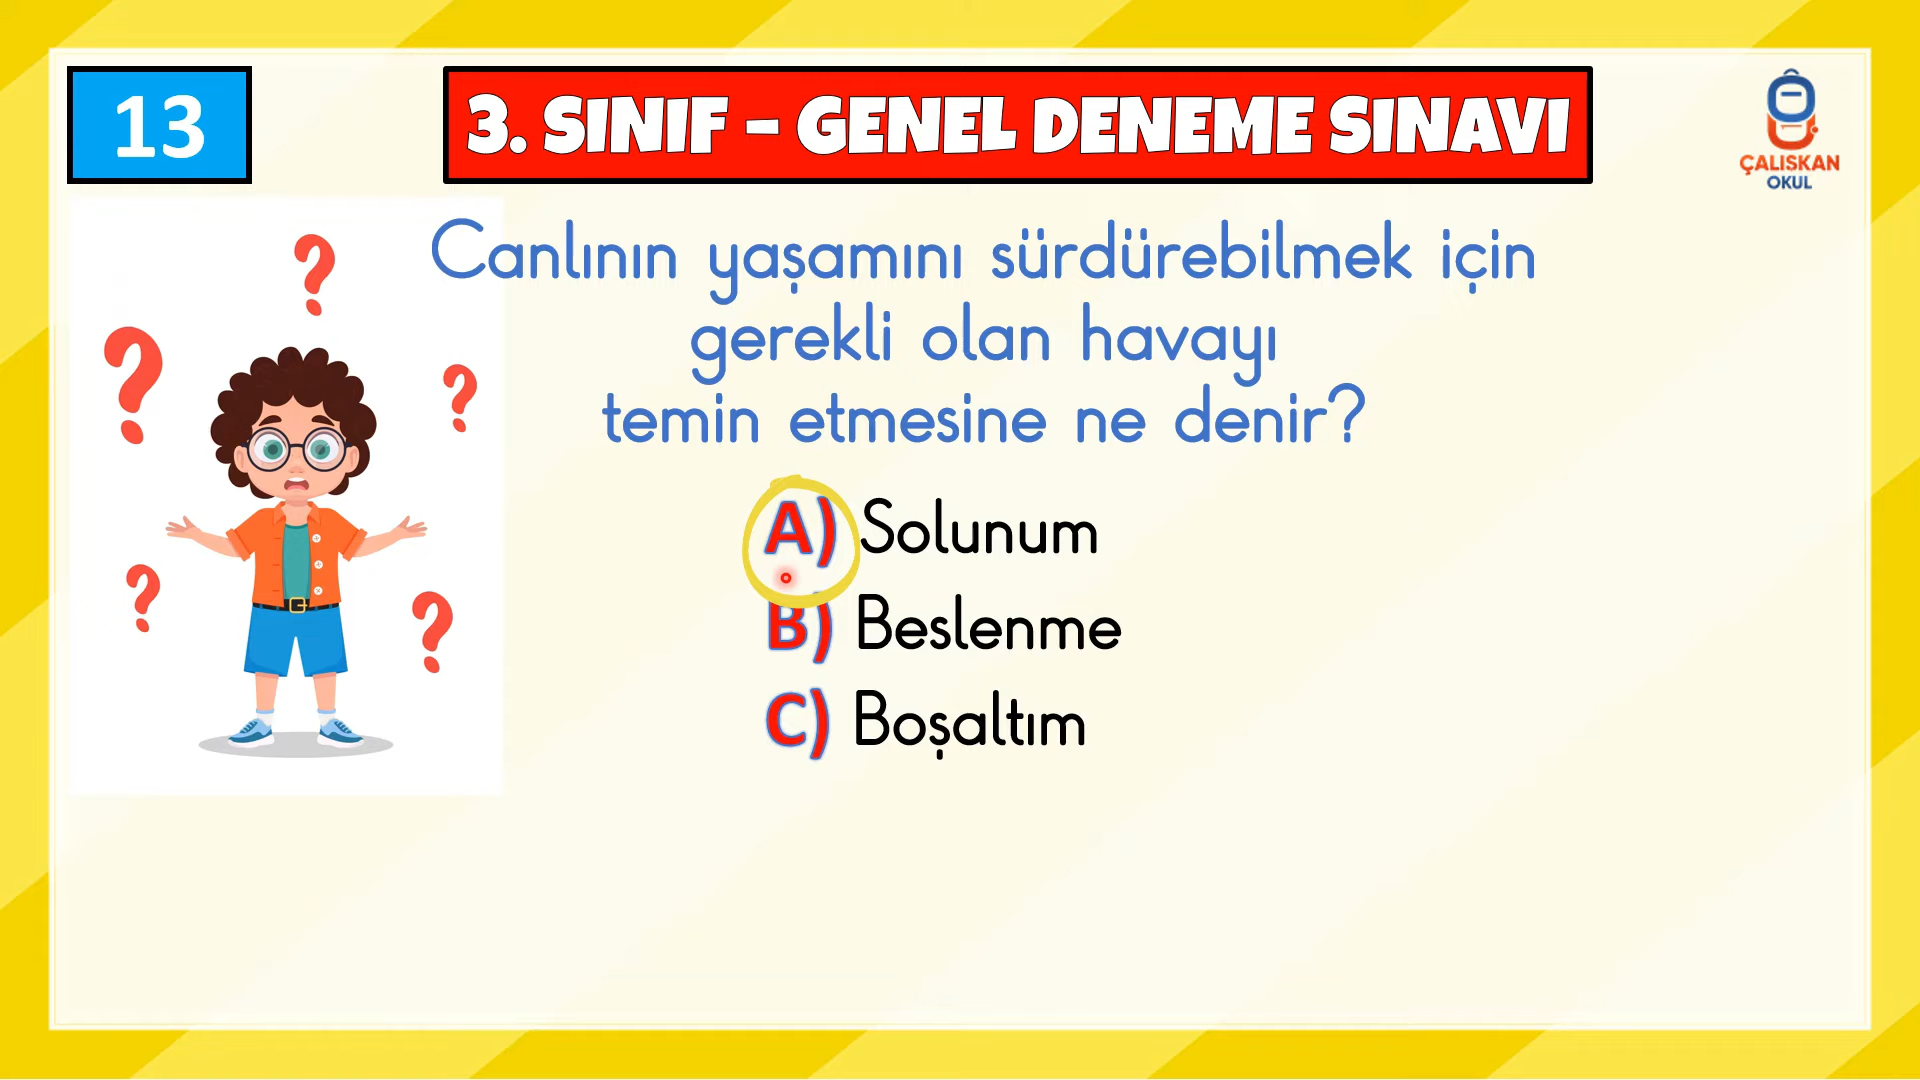 13
3. SINIF - GENEL DENEME SINAVI
ÇALIŞKAN
OKUL
Canlının yaşamını sürdürebilmek için
gerekli olan havayı
temin etmesine ne denir?
A) Solunum
B) Beslenme
C) Boşaltım